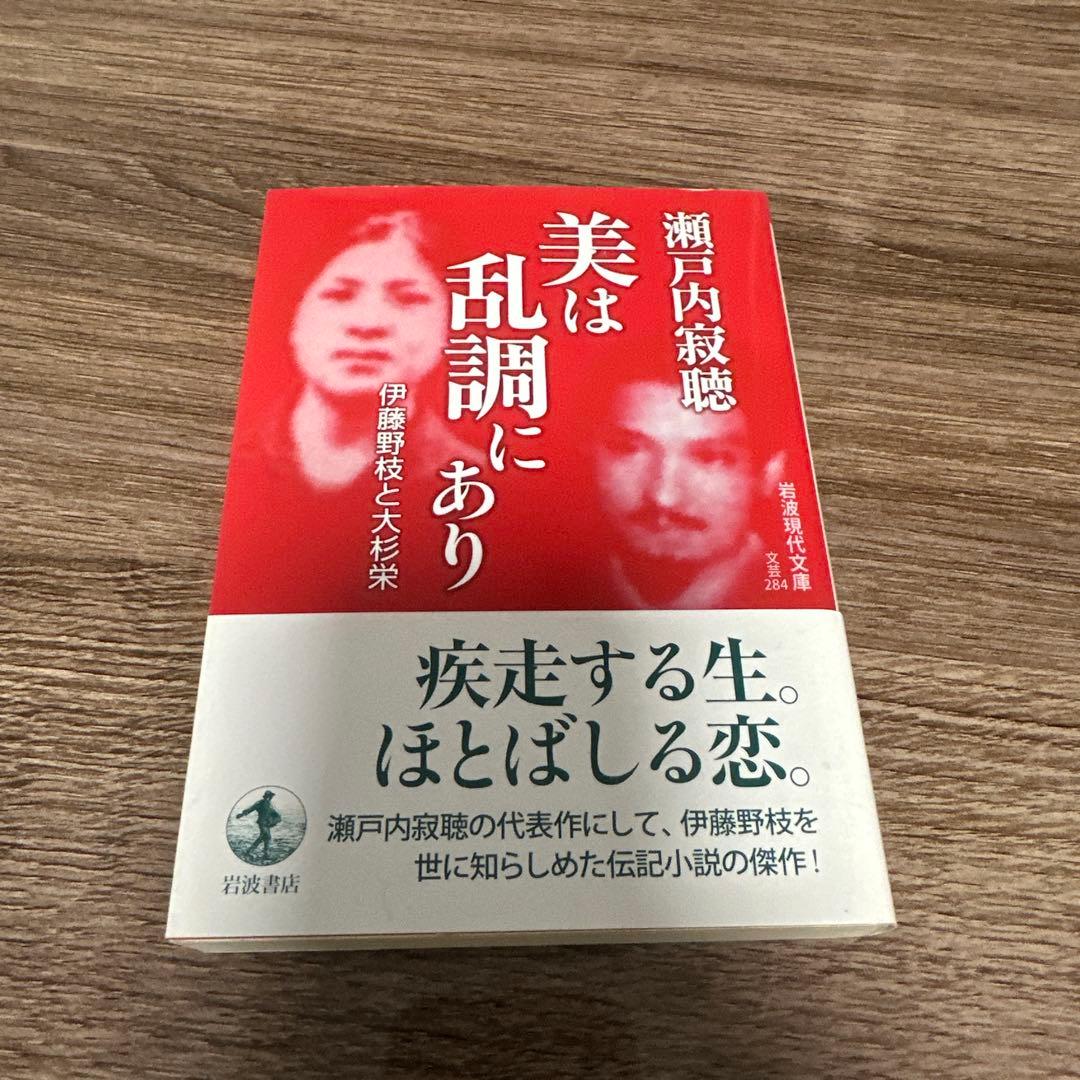 瀬戸内寂聴
美は
乱調に
あり
伊藤野枝と大杉栄
岩波現代文庫
文芸
284
疾走する生。
ほとばしる恋。
瀬戸内寂聴の代表作にして、伊藤野枝を
世に知らしめた伝記小説の傑作！
岩波書店